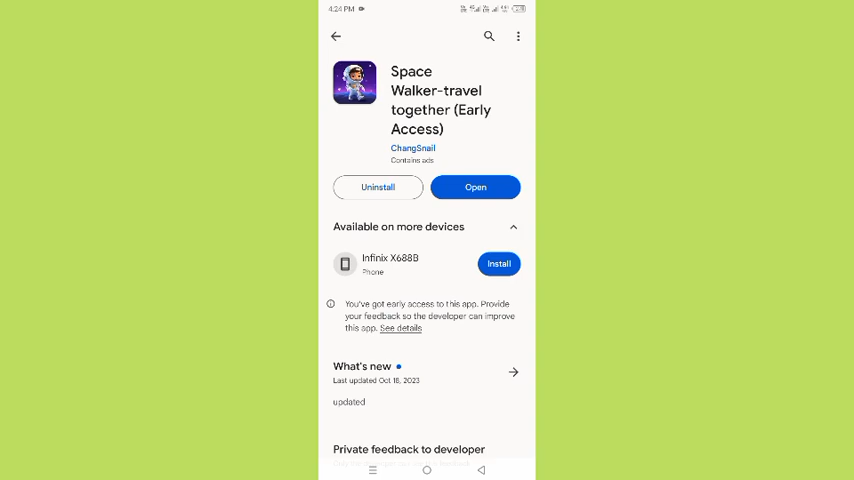 4:24 PM
Space
Walker-travel
together (Early
Access)
ChangSnail
Contains ads
Uninstall
Open
Available on more devices
Infinix X688B
Phone
Install
You've got early access to this app. Provide
your feedback so the developer can improve
this app. See details
What's new
Last updated Oct 18, 2023
updated
Private feedback to developer